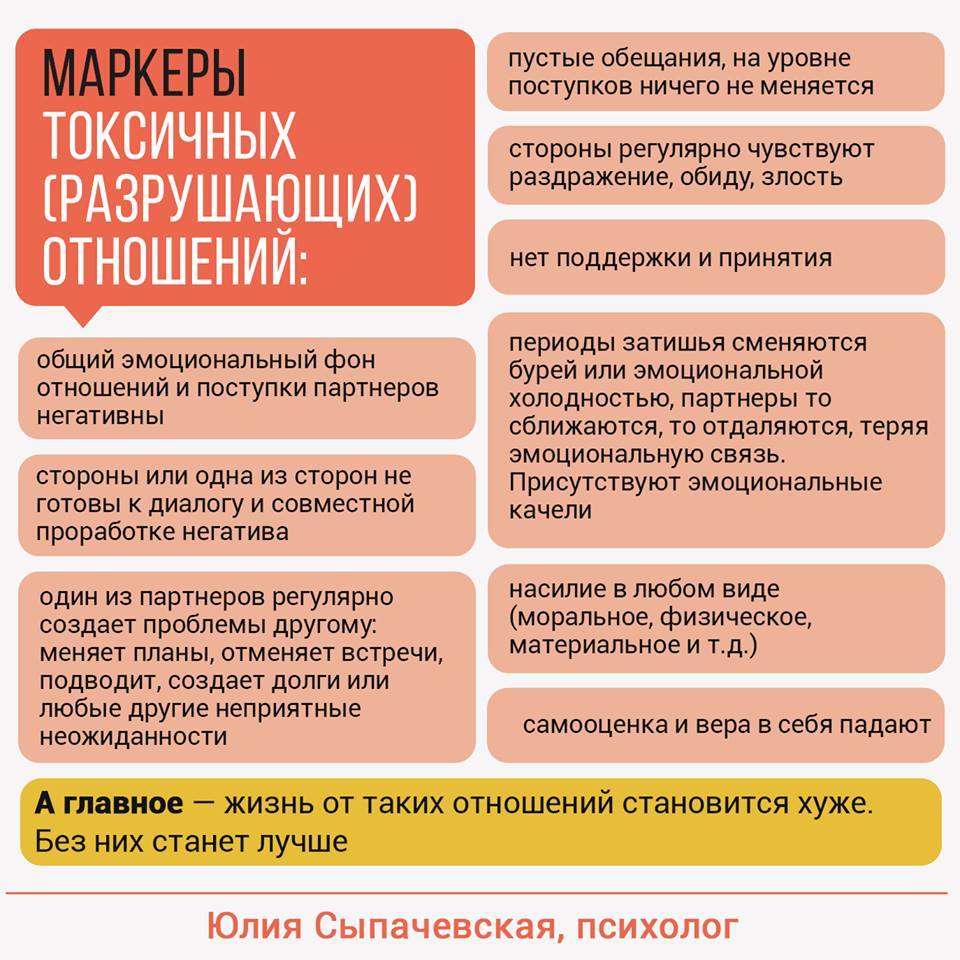 МАРКЕРЫ
ТОКСИЧНЫХ
(РАЗРУШАЮЩИХ)
ОТНОШЕНИЙ:
общий эмоциональный фон
отношений и поступки партнеров
негативны
стороны или одна из сторон не
готовы к диалогу и совместной
проработке негатива
один из партнеров регулярно
создает проблемы другому:
меняет планы, отменяет встречи,
подводит, создает долги или
любые другие неприятные
неожиданности
пустые обещания, на уровне
поступков ничего не меняется
стороны регулярно чувствуют
раздражение, обиду, злость
нет поддержки и принятия
периоды затишья сменяются
бурей или эмоциональной
холодностью, партнеры то
сближаются, то отдаляются, теряя
эмоциональную связь.
Присутствуют эмоциональные
качели
насилие в любом виде
(моральное, физическое,
материальное и т.д.)
самооценка и вера в себя падают
А главное — жизнь от таких отношений становится хуже.
Без них станет лучше
Юлия Сыпачевская, психолог